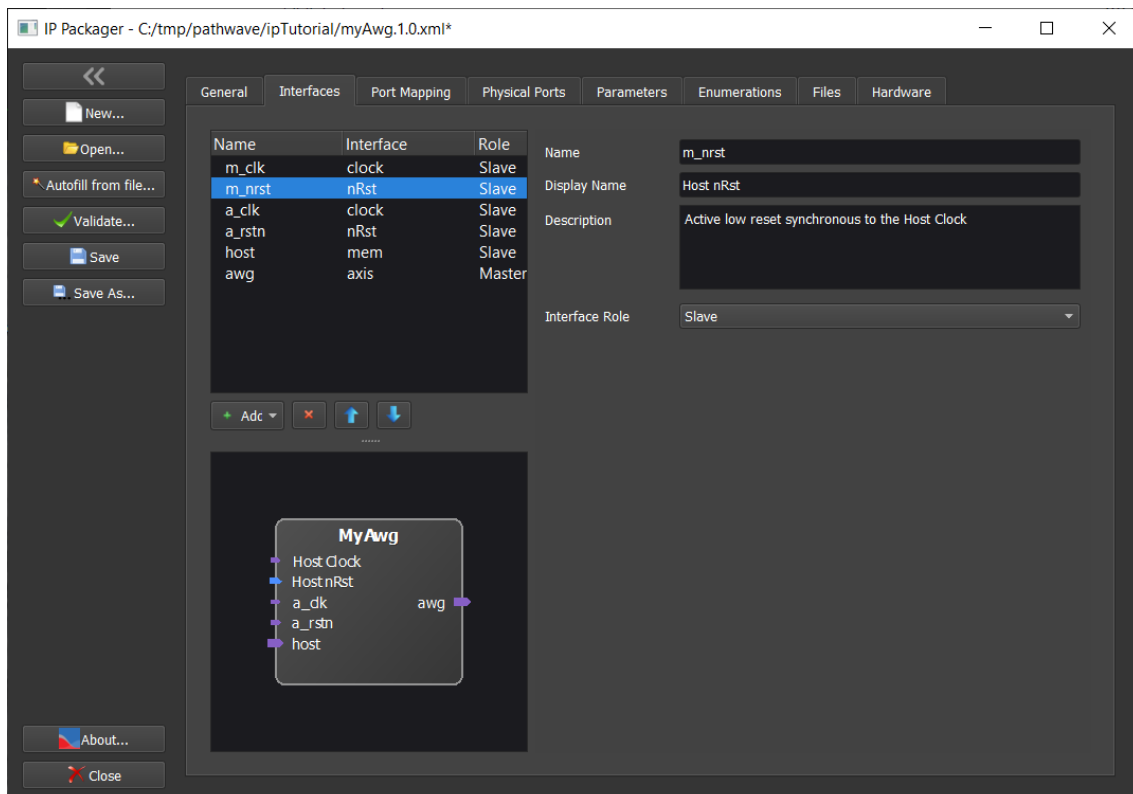 IP Packager - C:/tmp/pathwave/ipTutorial/myAwg.1.0.xml*
New...
Open...
Autofill from file...
Validate...
Save
Save As...
About...
Close
General Interfaces Port Mapping Physical Ports Parameters Enumerations Files Hardware
Name Interface Role
m_clk clock Slave
m_nrst nRst Slave
a_clk clock Slave
a_rstn nRst Slave
host mem Slave
awg axis Master
Add
MyAwg
Host Clock
Host nRst
a_clk awg
a_rstn
host
Name m_nrst
Display Name Host nRst
Description Active low reset synchronous to the Host Clock
Interface Role Slave